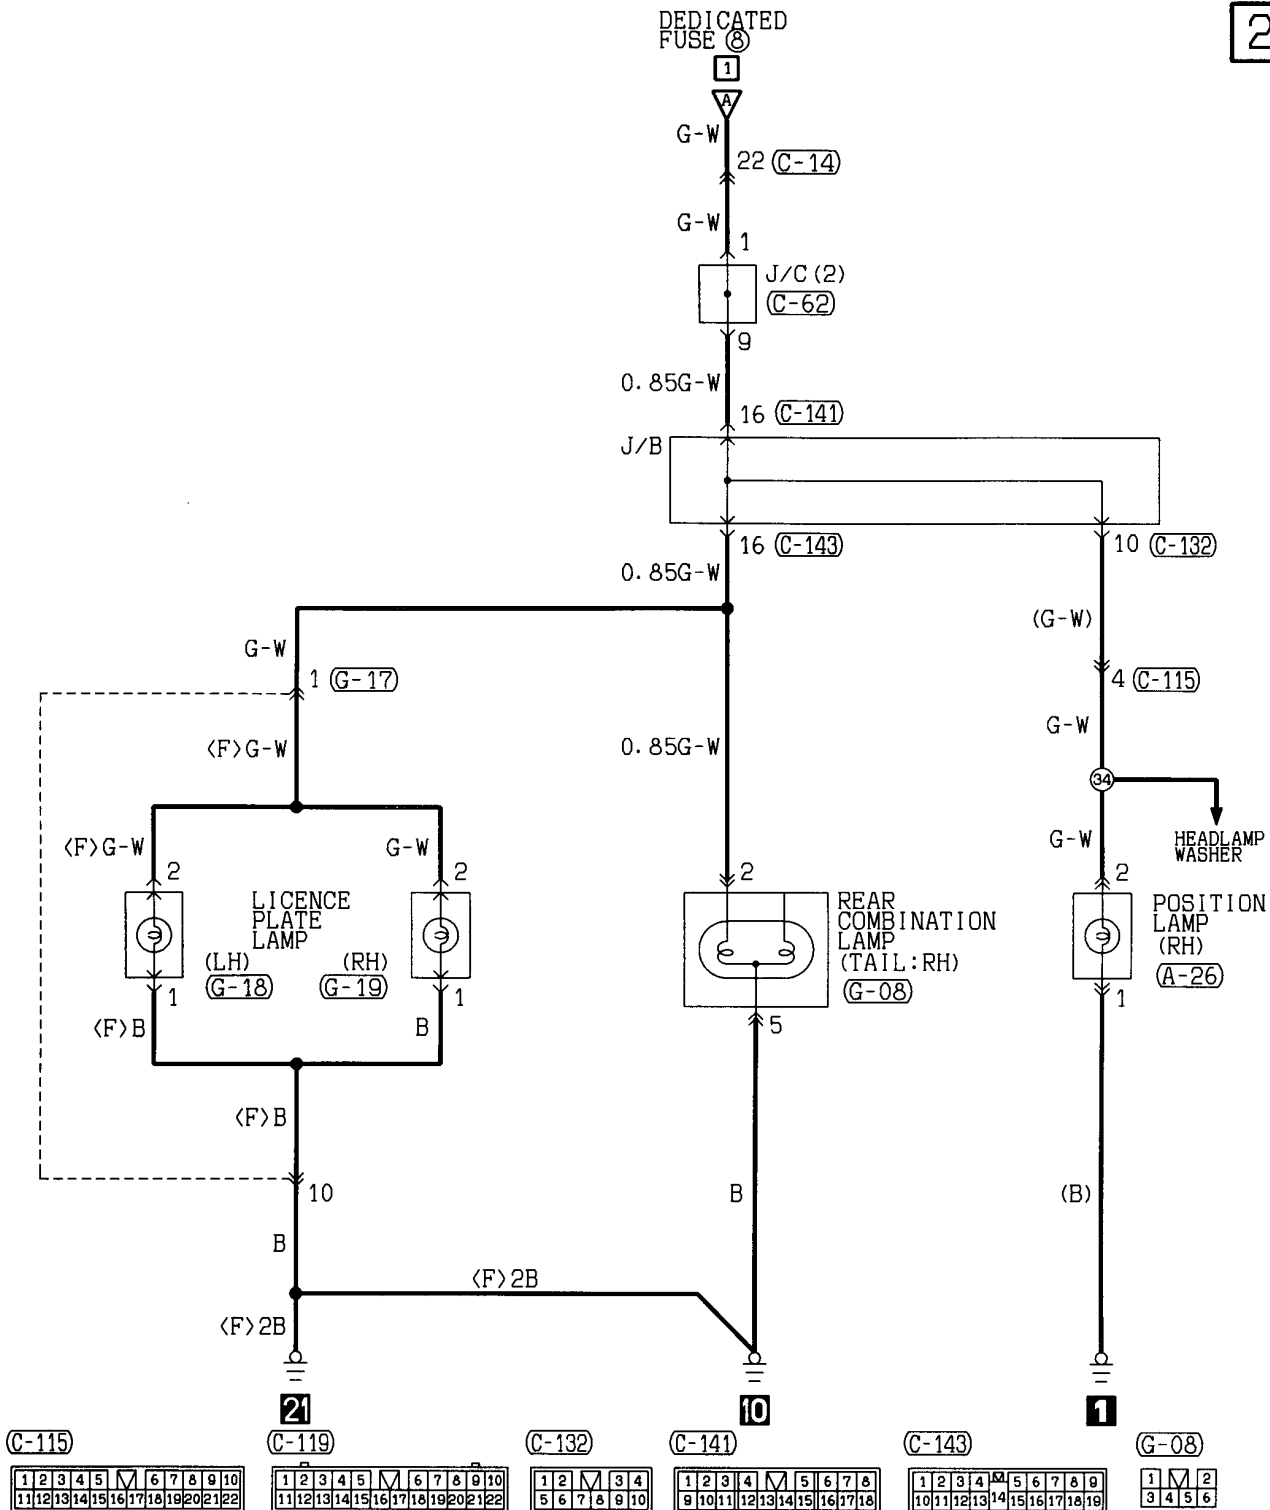 DEDICATED
FUSE ⑧
2
1
A
G-W
22 (C-14)
G-W
1
J/C(2)
(C-62)
9
0.85G-W
16 (C-141)
J/B
16 (C-143)
10 (C-132)
0.85G-W
(G-W)
G-W
1 (G-17)
4 (C-115)
<F>G-W
0.85G-W
G-W
34
HEADLAMP
WASHER
<F>G-W
G-W
G-W
2
2
2
2
LICENCE
PLATE
LAMP
(LH)
(G-18)
(RH)
(G-19)
REAR
COMBINATION
LAMP
(TAIL:RH)
(G-08)
POSITION
LAMP
(RH)
(A-26)
1
1
5
1
<F>B
B
<F>B
10
B
(B)
B
<F>2B
<F>2B
21
10
1
(C-115)
(C-119)
(C-132)
(C-141)
(C-143)
(G-08)
1 2 3 4 5 6 7 8 9 10
11 12 13 14 15 16 17 18 19 20 21 22
1 2 3 4 5 6 7 8 9 10
11 12 13 14 15 16 17 18 19 20 21 22
1 2 3 4
5 6 7 8 9 10
1 2 3 4 5 6 7 8
9 10 11 12 13 14 15 16 17 18
1 2 3 4 5 6 7 8 9
10 11 12 13 14 15 16 17 18 19
1 2
3 4 5 6